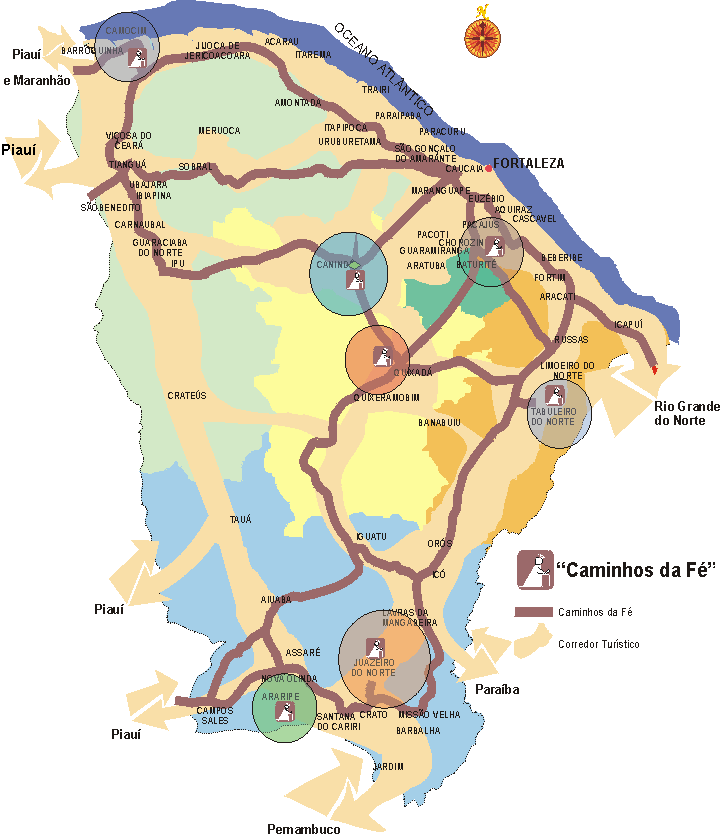 CAMOCIM
Piauí
BARROQUINHA
e Maranhão
JIJOCA DE
JERICOACOARA
ACARAU
ITAREMA
OCEANO ATLÂNTICO
TRAIRI
AMONTADA
PARAIPABA
PARACURU
MERUOCA
ITAPIPOCA
URUBURETAMA
SÃO GONÇALO
DO AMARANTE
VIÇOSA DO
CEARÁ
Piauí
TIANGUÁ
SOBRAL
CAUCAIA
FORTALEZA
UBAJARA
IBIAPINA
MARANGUAPE
EUZÉBIO
SÃO BENEDITO
AQUIRAZ
CASCAVEL
CARNAUBAL
PACAJUS
PACOTI
CHOROZINHO
GUARACIABA
DO NORTE
GUARAMIRANGA
IPU
CANINDÉ
ARATUBA
BATURITÉ
BEBERIBE
FORTIM
ARACATI
ICAPUÍ
RUSSAS
QUIXADÁ
LIMOEIRO DO
NORTE
CRATEÚS
QUIXERAMOBIM
TABULEIRO
DO NORTE
Rio Grande
do Norte
BANABUIU
TAUÁ
IGUATU
ORÓS
ICÓ
"Caminhos da Fé"
Piauí
AIUABA
LAVRAS DA
MANGABEIRA
Caminhos da Fé
Corredor Turístico
ASSARÉ
JUAZEIRO
DO NORTE
NOVA OLINDA
Paraíba
ARARIPE
CAMPOS
SALES
SANTANA
DO CARIRI
CRATO
MISSÃO VELHA
BARBALHA
Piauí
JARDIM
Pernambuco